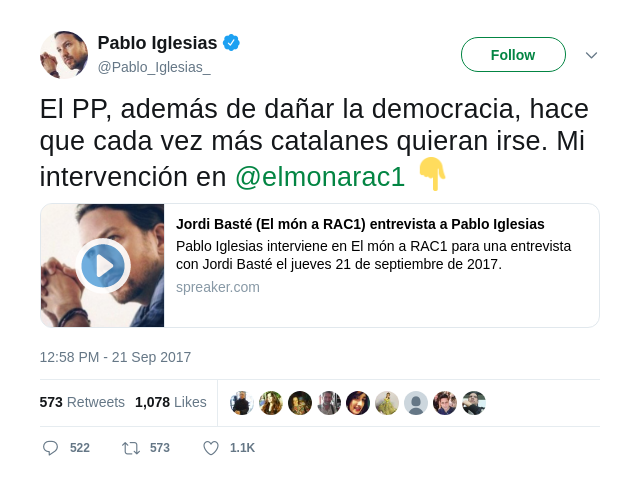 Pablo Iglesias
@Pablo_Iglesias_
Follow
El PP, además de dañar la democracia, hace
que cada vez más catalanes quieran irse. Mi
intervención en @elmonarac1 👇
Jordi Basté (El món a RAC1) entrevista a Pablo Iglesias
Pablo Iglesias interviene en El món a RAC1 para una entrevista
con Jordi Basté el jueves 21 de septiembre de 2017.
spreaker.com
12:58 PM - 21 Sep 2017
573 Retweets 1,078 Likes
522 573 1.1K